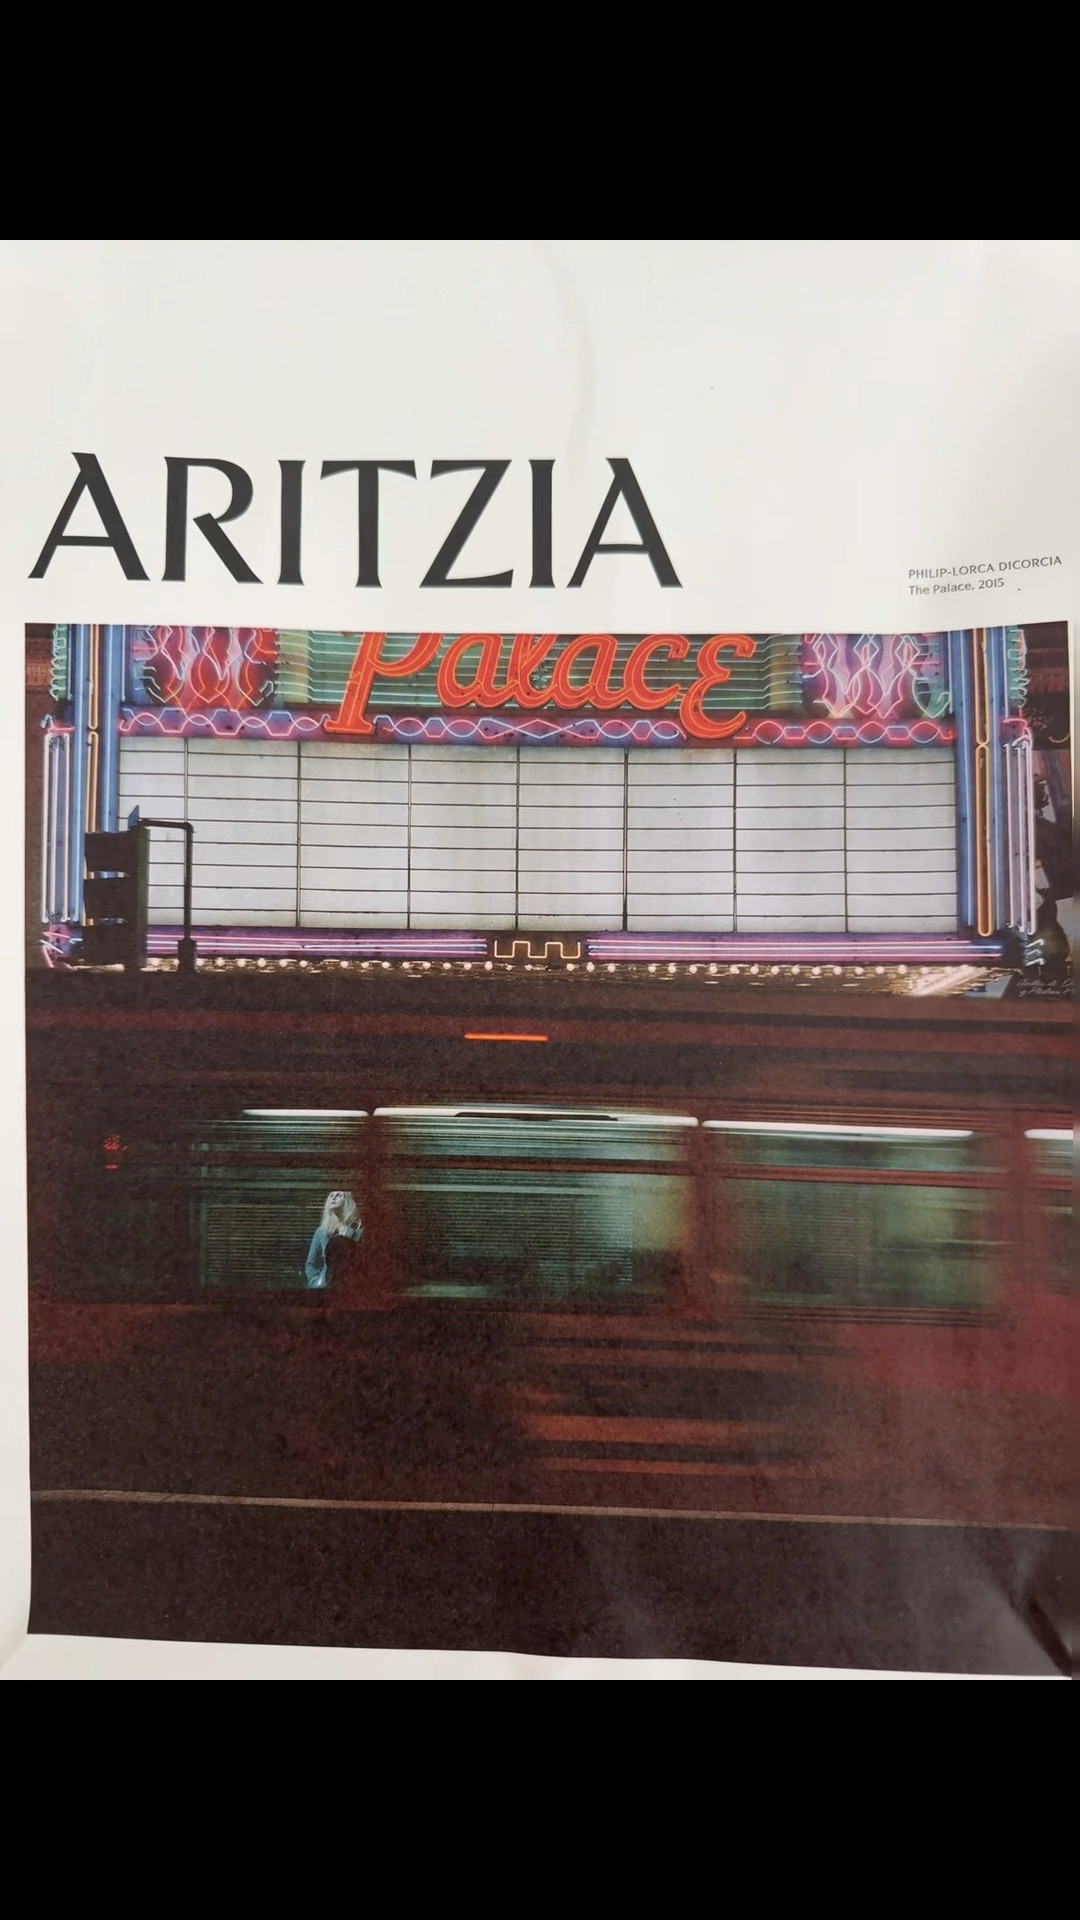 ARITZIA
PHILIP-LORCA DICORCIA
The Palace, 2015
Palace